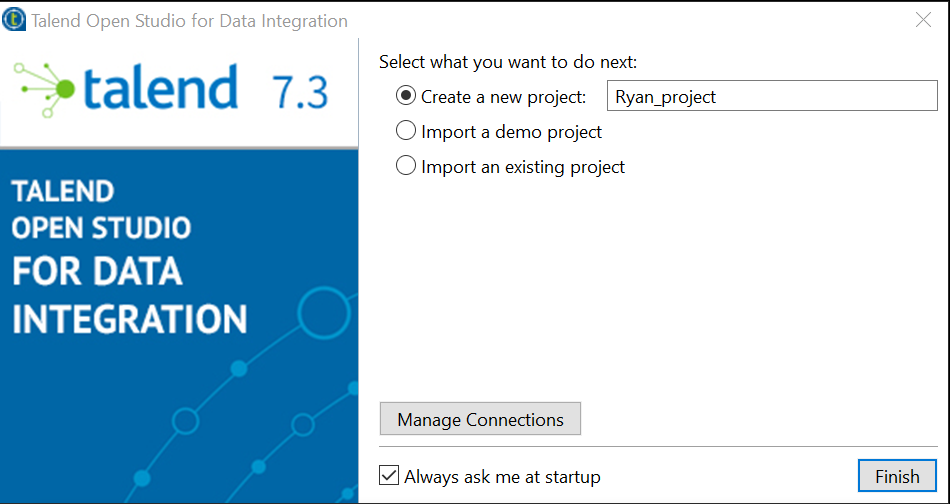 Talend Open Studio for Data Integration
talend 7.3
TALEND
OPEN STUDIO
FOR DATA
INTEGRATION
Select what you want to do next:
Create a new project: Ryan_project
Import a demo project
Import an existing project
Manage Connections
Always ask me at startup
Finish